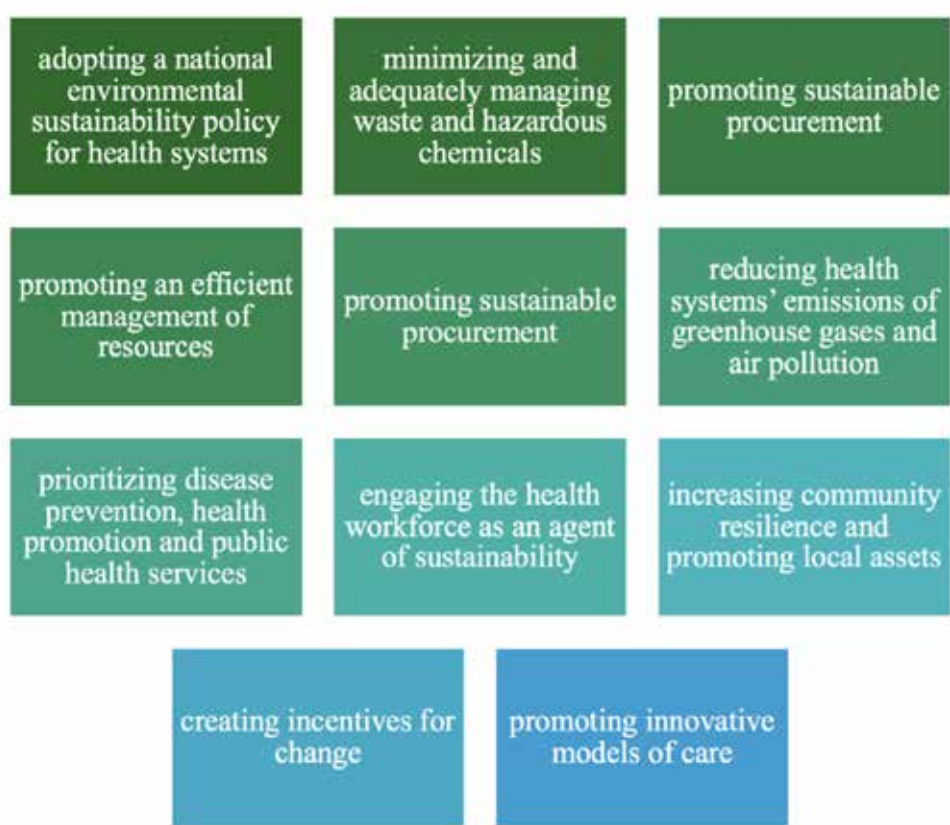 adopting a national
environmental
sustainability policy
for health systems
minimizing and
adequately managing
waste and hazardous
chemicals
promoting sustainable
procurement
promoting an efficient
management of
resources
promoting sustainable
procurement
reducing health
systems’ emissions of
greenhouse gases and
air pollution
prioritizing disease
prevention, health
promotion and public
health services
engaging the health
workforce as an agent
of sustainability
increasing community
resilience and
promoting local assets
creating incentives for
change
promoting innovative
models of care